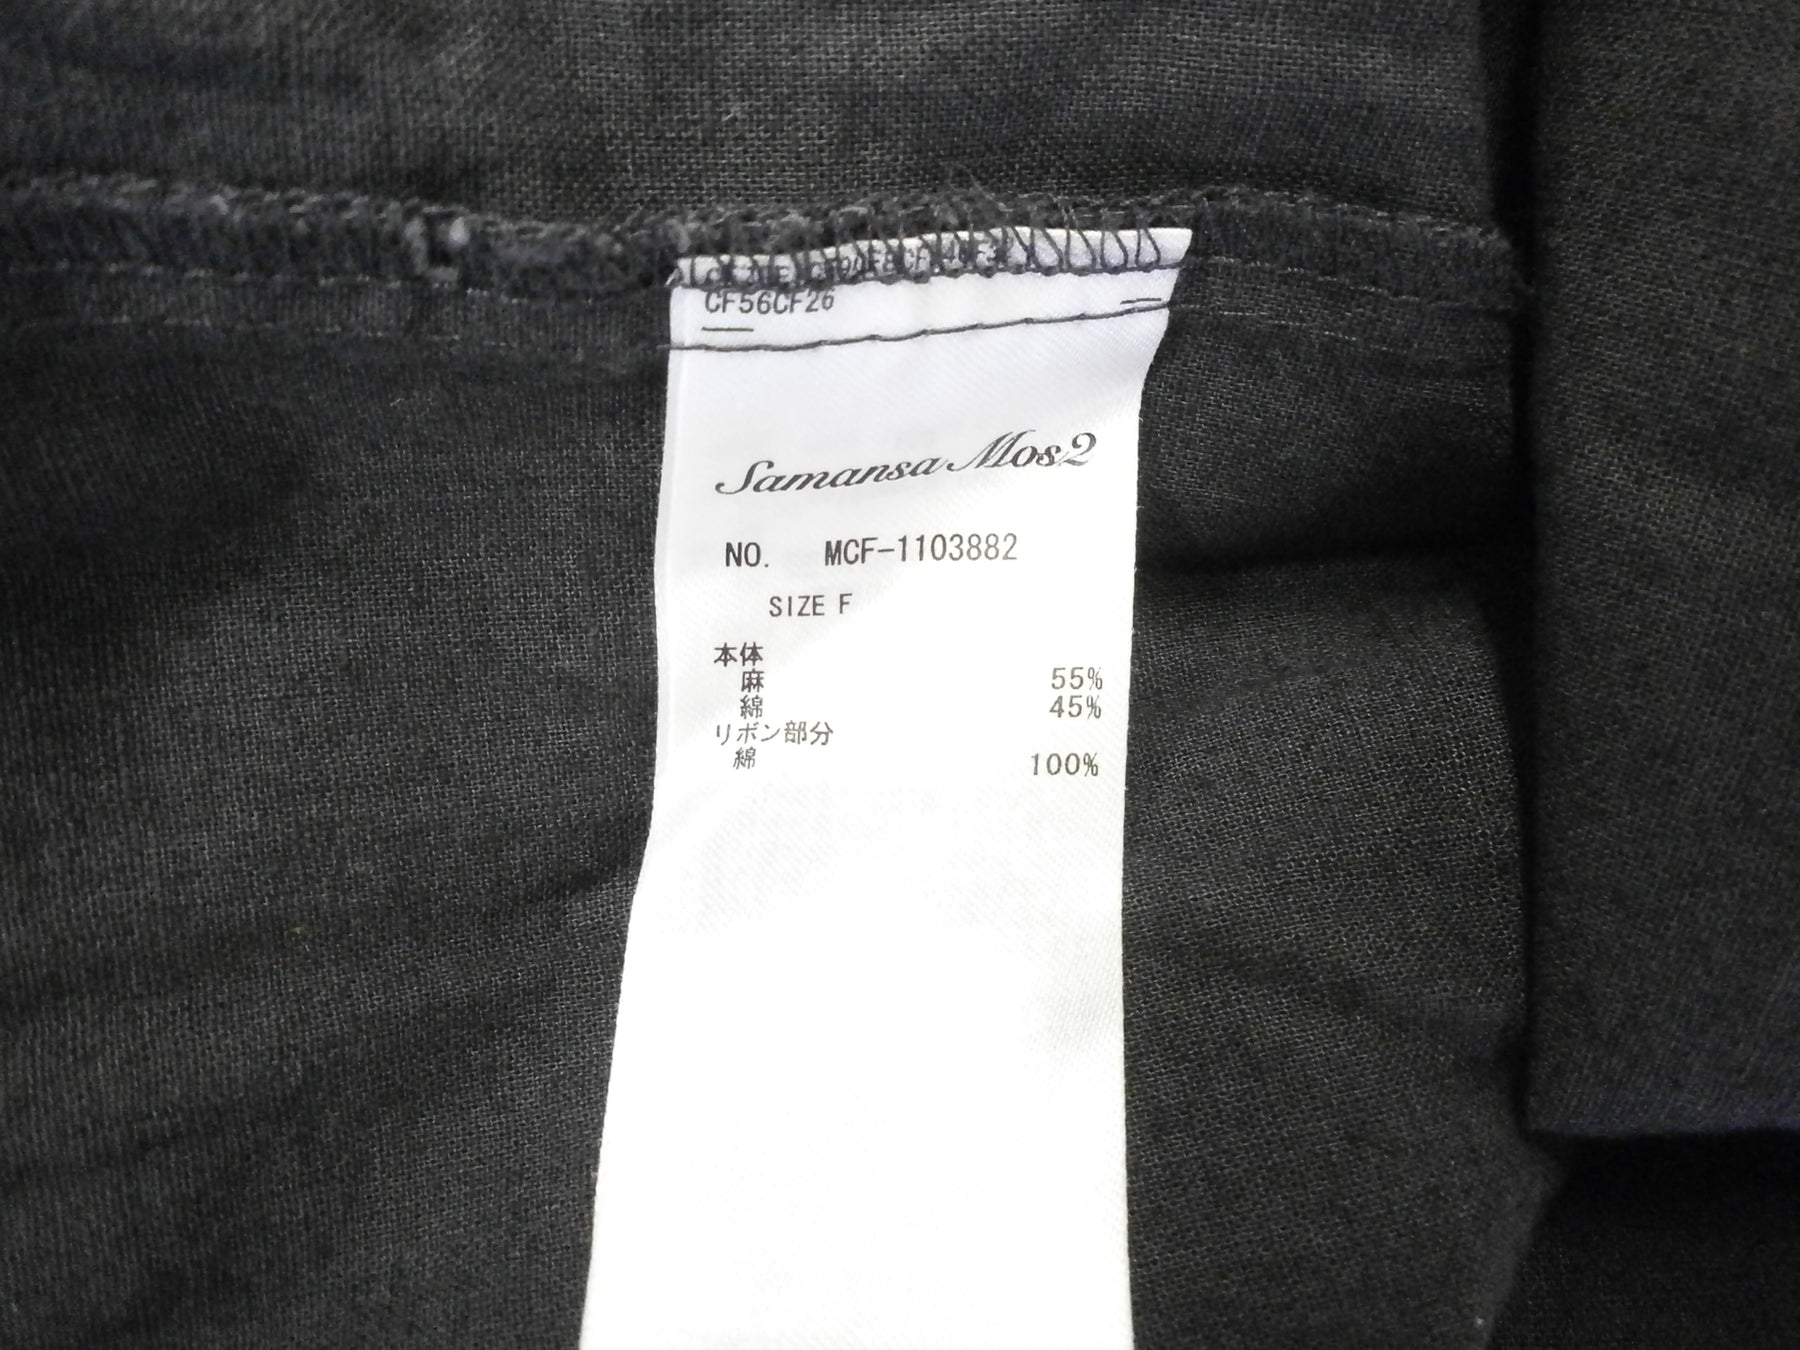 CF56CF26
Samansa Mos2
NO. MCF-1103882
SIZE F
本体
麻 55%
綿 45%
リボン部分
綿 100%